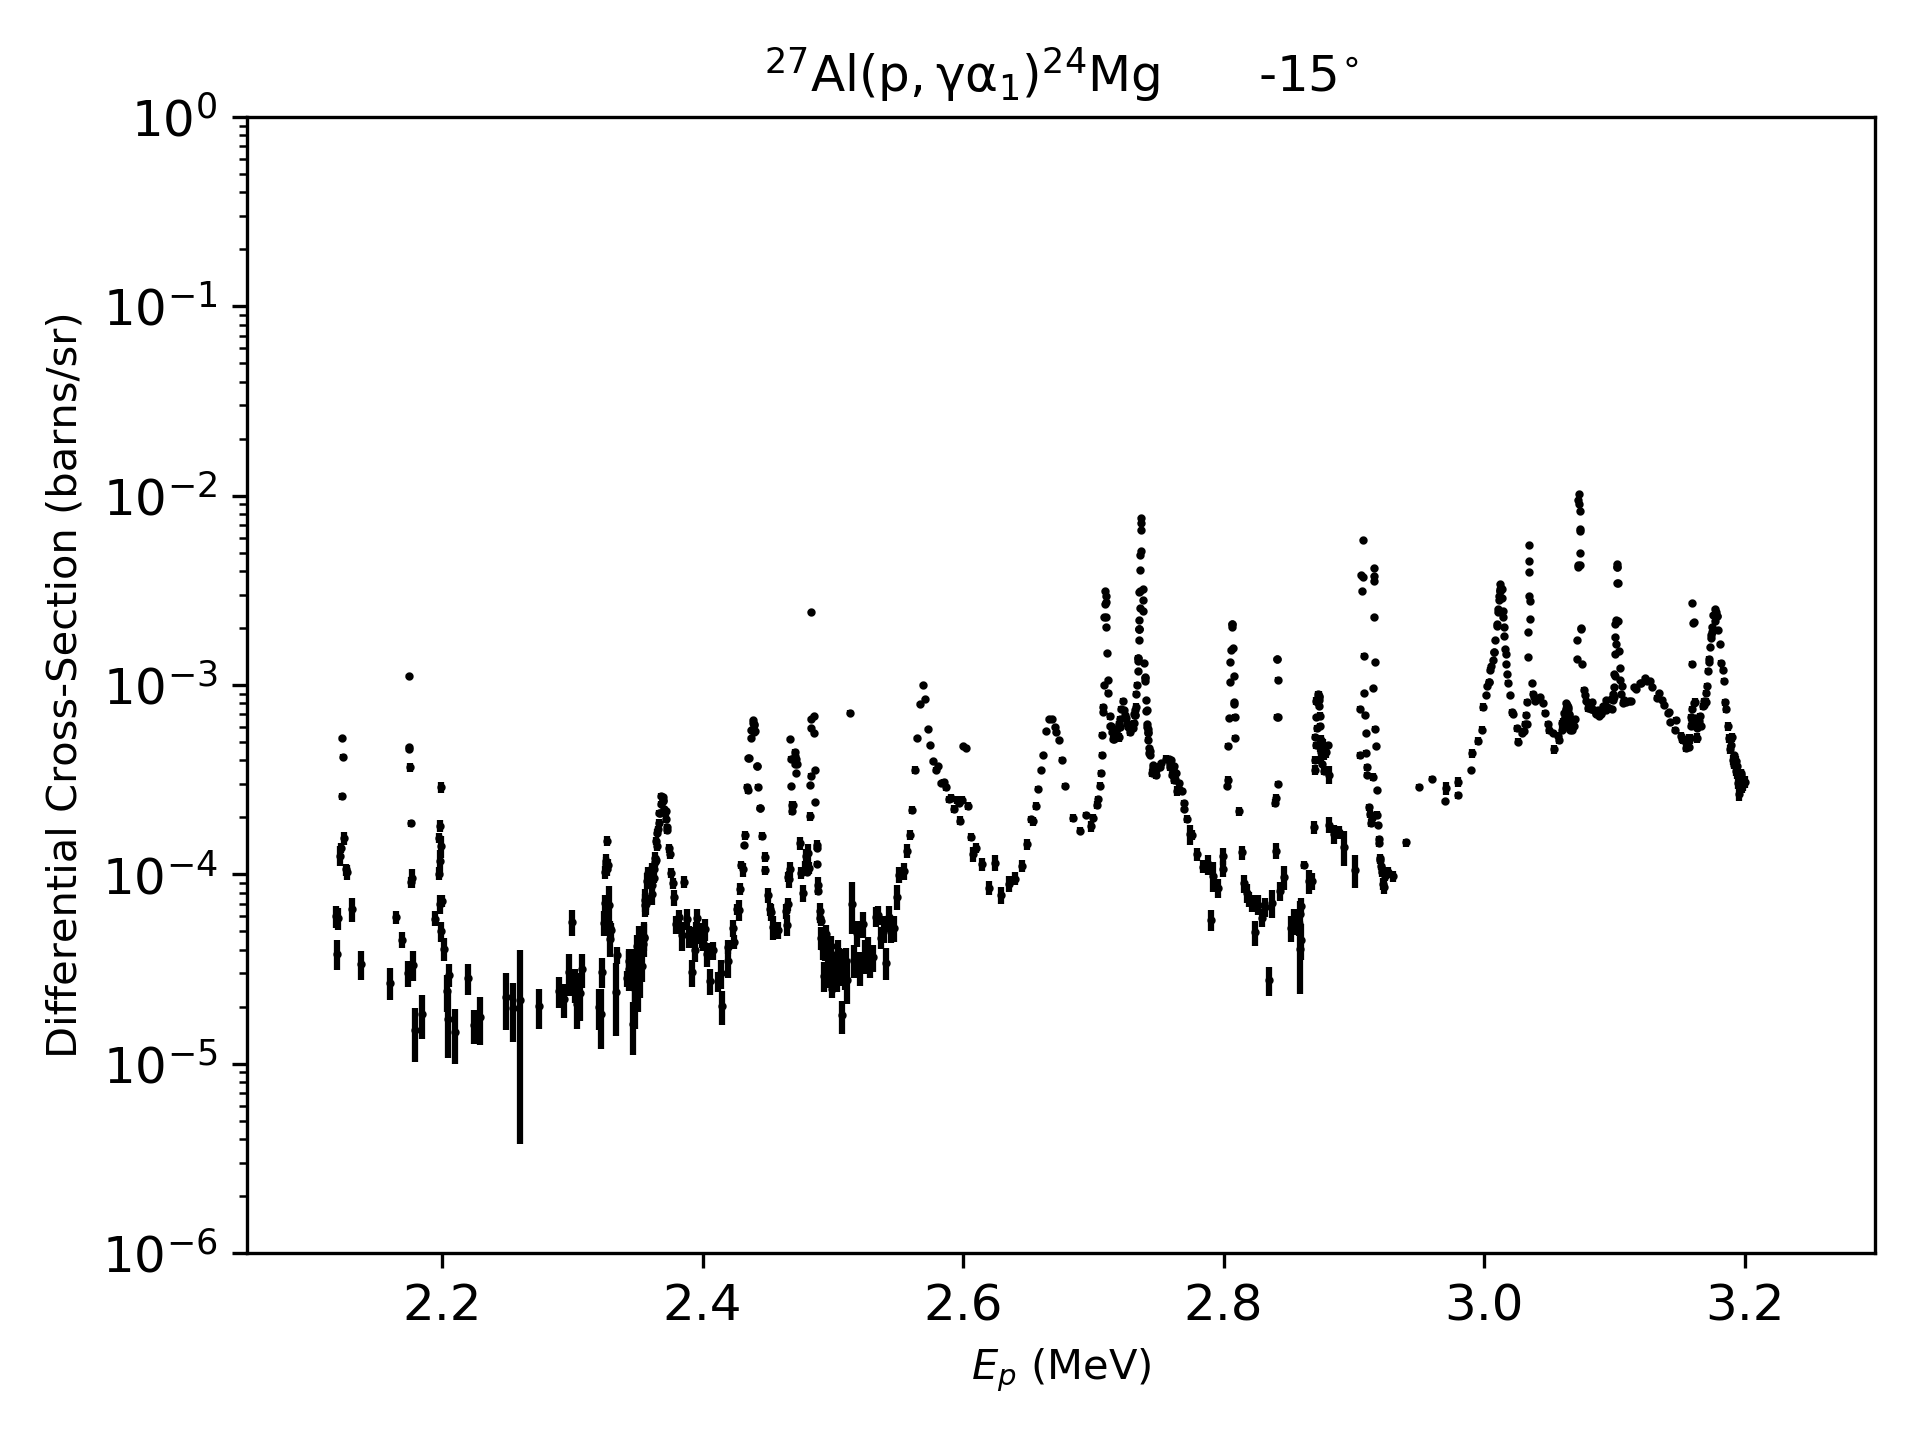 ²⁷Al(p, γα₁)²⁴Mg -15°
10⁰
10⁻¹
10⁻²
10⁻³
10⁻⁴
10⁻⁵
10⁻⁶
Differential Cross-Section (barns/sr)
2.2 2.4 2.6 2.8 3.0 3.2
Eₚ (MeV)